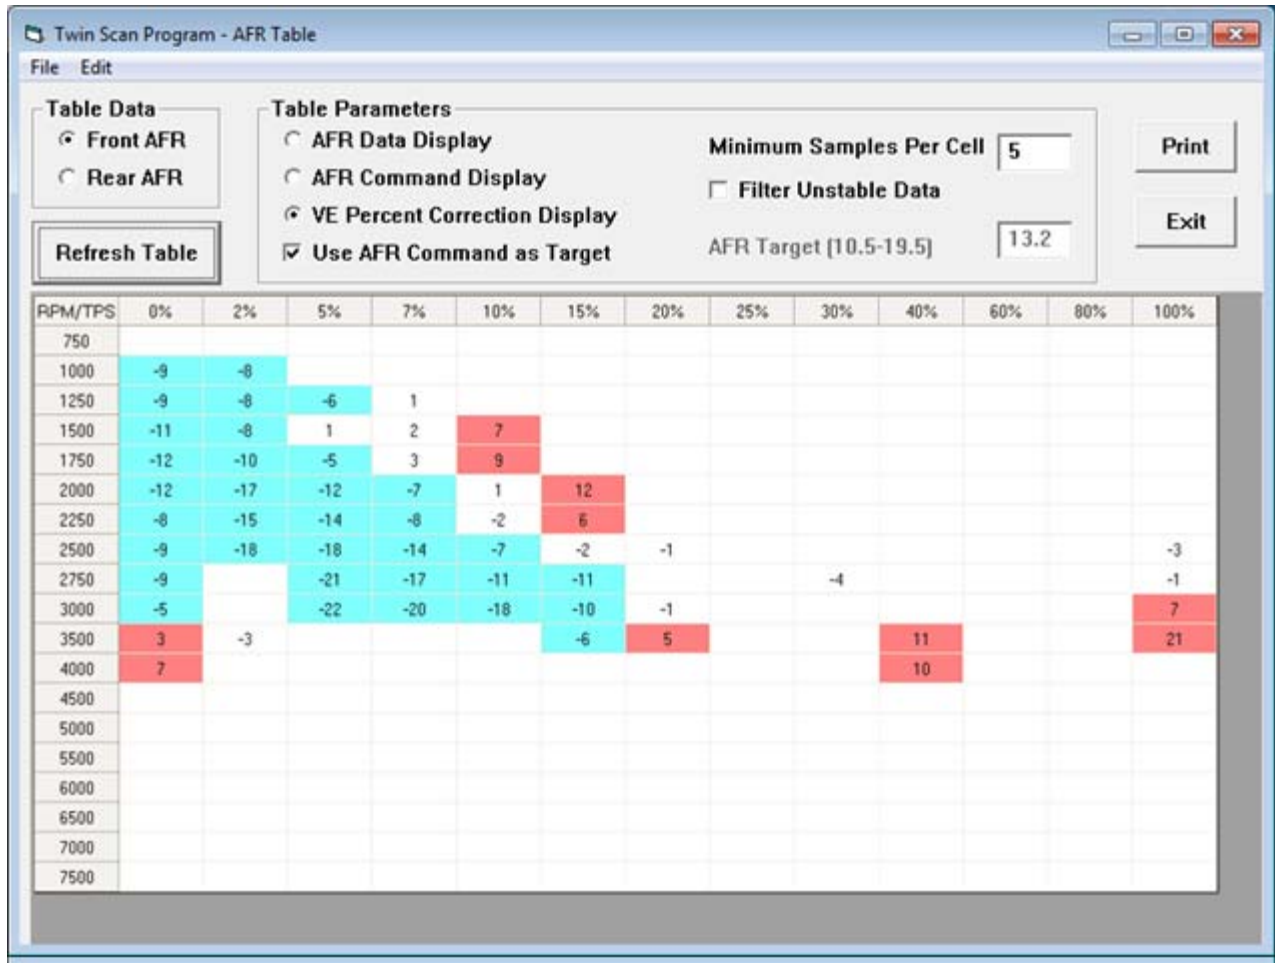 Twin Scan Program - AFR Table
File Edit
Table Data
Front AFR
Rear AFR
Refresh Table
Table Parameters
AFR Data Display
AFR Command Display
VE Percent Correction Display
Use AFR Command as Target
Minimum Samples Per Cell 5
Filter Unstable Data
AFR Target (10.5-19.5) 13.2
Print
Exit
RPM/TPS 0% 2% 5% 7% 10% 15% 20% 25% 30% 40% 60% 80% 100%
750
1000 -9 -8
1250 -9 -8 -6 1
1500 -11 -8 1 2 7
1750 -12 -10 -5 3 9
2000 -12 -17 -12 -7 1 12
2250 -8 -15 -14 -8 -2 6
2500 -9 -18 -18 -14 -7 -2 -1 -3
2750 -9 -21 -17 -11 -11 -4 -1
3000 -5 -22 -20 -18 -10 -1 7
3500 3 -3 -6 5 11 21
4000 7 10
4500
5000
5500
6000
6500
7000
7500